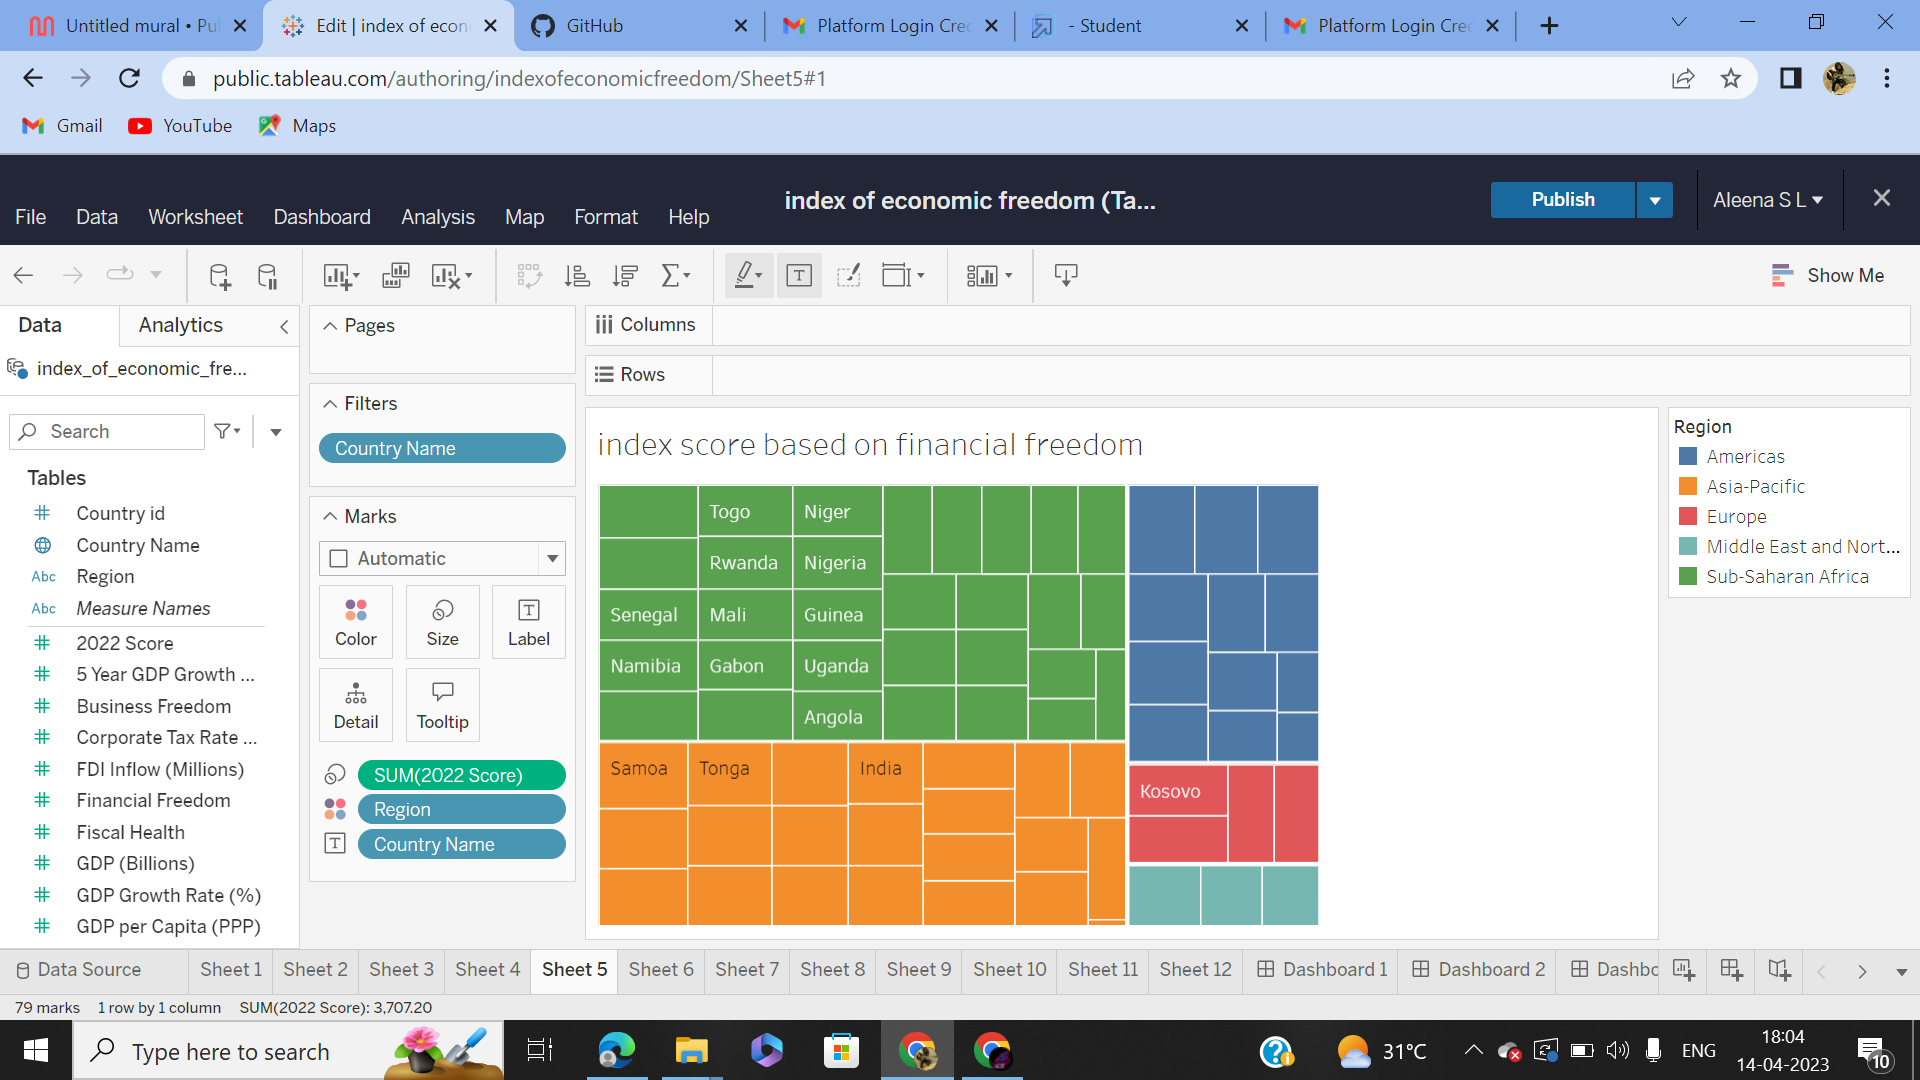 Untitled mural • Pu
Edit | index of econ
GitHub
Platform Login Cre
- Student
Platform Login Cre
public.tableau.com/authoring/indexofeconomicfreedom/Sheet5#1
Gmail
YouTube
Maps
index of economic freedom (Ta...
Publish
Aleena S L
File
Data
Worksheet
Dashboard
Analysis
Map
Format
Help
Show Me
Data
Analytics
Pages
Columns
index_of_economic_fre...
Rows
Filters
Country Name
Search
Tables
Country id
Country Name
Abc Region
Abc Measure Names
2022 Score
5 Year GDP Growth ...
Business Freedom
Corporate Tax Rate ...
FDI Inflow (Millions)
Financial Freedom
Fiscal Health
GDP (Billions)
GDP Growth Rate (%)
GDP per Capita (PPP)
Marks
Automatic
Color
Size
Label
Detail
Tooltip
SUM(2022 Score)
Region
Country Name
index score based on financial freedom
Togo
Niger
Rwanda
Nigeria
Senegal
Mali
Guinea
Namibia
Gabon
Uganda
Angola
Samoa
Tonga
India
Kosovo
Region
Americas
Asia-Pacific
Europe
Middle East and Nort...
Sub-Saharan Africa
Data Source
Sheet 1
Sheet 2
Sheet 3
Sheet 4
Sheet 5
Sheet 6
Sheet 7
Sheet 8
Sheet 9
Sheet 10
Sheet 11
Sheet 12
Dashboard 1
Dashboard 2
Dashbo
79 marks
1 row by 1 column
SUM(2022 Score): 3,707.20
Type here to search
31°C
ENG
18:04
14-04-2023
10